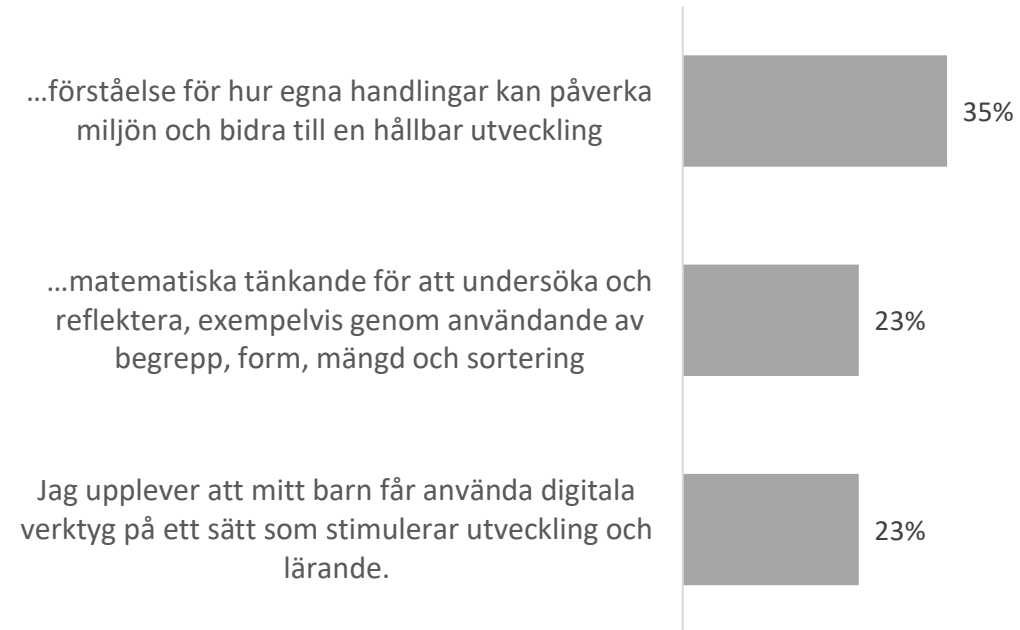 …förståelse för hur egna handlingar kan påverka
miljön och bidra till en hållbar utveckling
35%
…matematiska tänkande för att undersöka och
reflektera, exempelvis genom användande av
begrepp, form, mängd och sortering
23%
Jag upplever att mitt barn får använda digitala
verktyg på ett sätt som stimulerar utveckling och
lärande.
23%